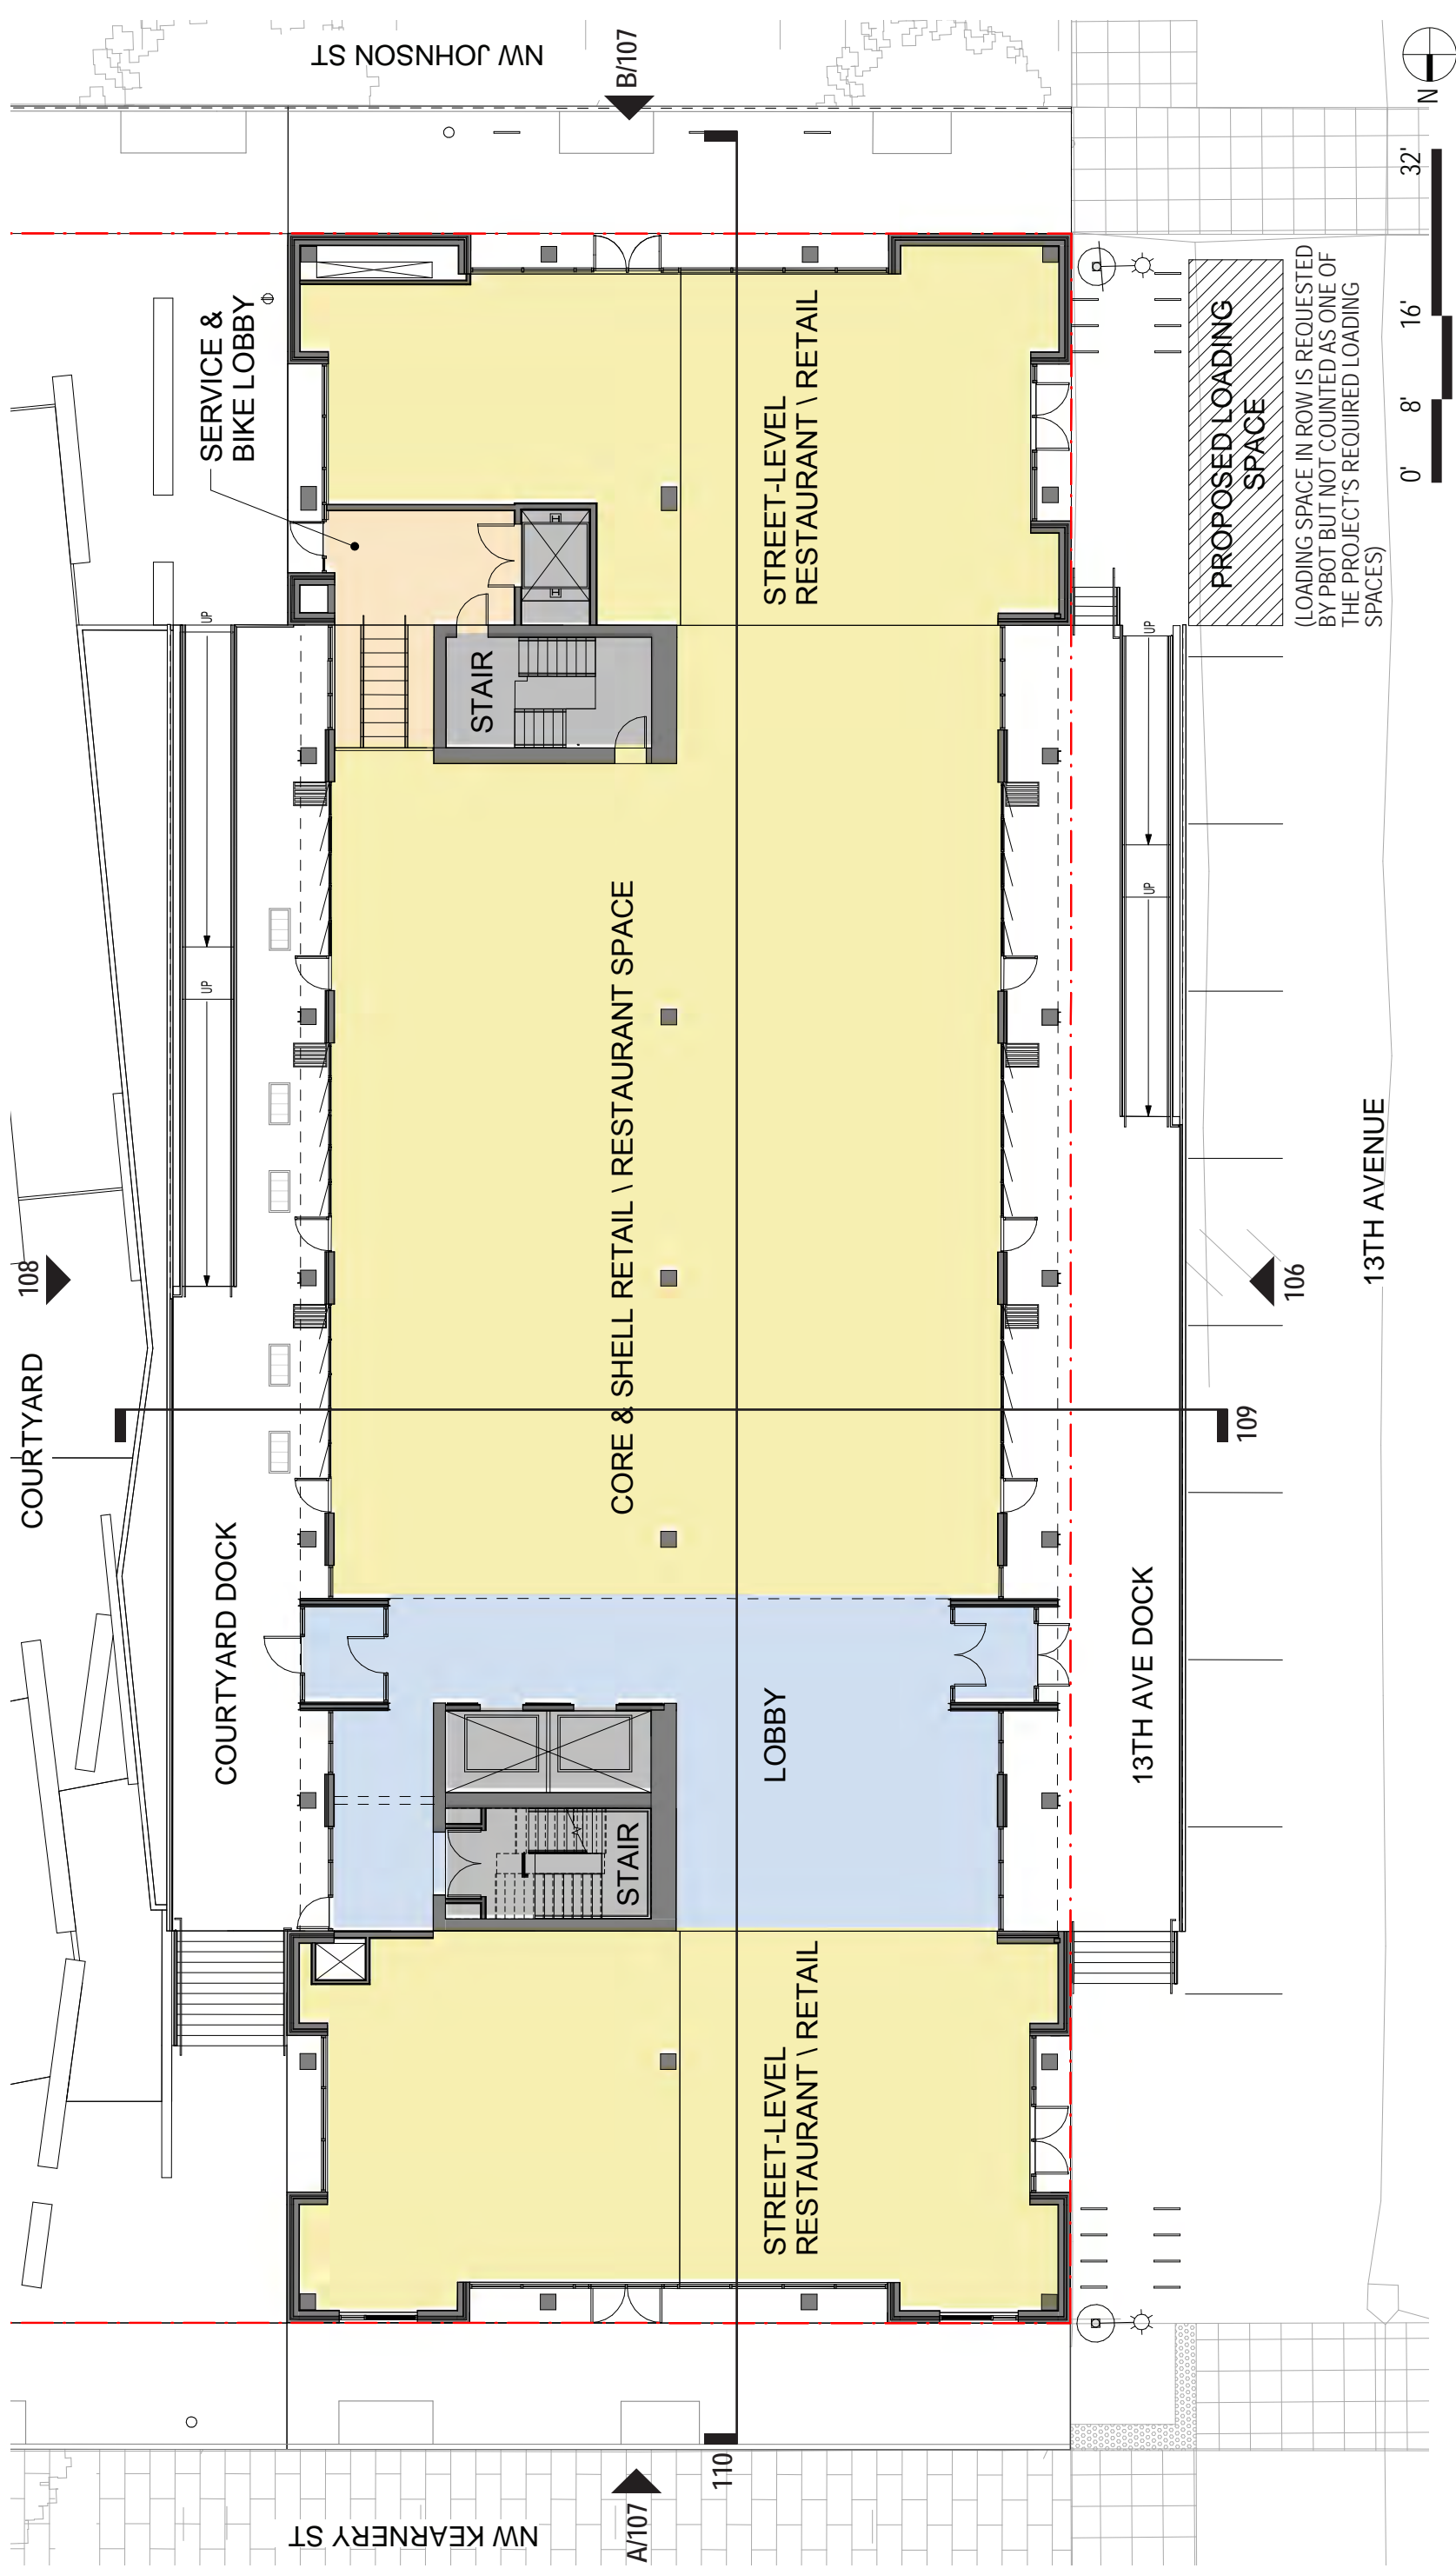 NW JOHNSON ST
B/107
N
SERVICE &
BIKE LOBBY
STREET-LEVEL
RESTAURANT \ RETAIL
PROPOSED LOADING
SPACE
(LOADING SPACE IN ROW IS REQUESTED
BY PBOT BUT NOT COUNTED AS ONE OF
THE PROJECT'S REQUIRED LOADING
SPACES)
0'
8'
16'
32'
UP
UP
STAIR
H
H
UP
UP
CORE & SHELL RETAIL \ RESTAURANT SPACE
108
COURTYARD
106
13TH AVENUE
109
COURTYARD DOCK
LOBBY
13TH AVE DOCK
STAIR
STREET-LEVEL
RESTAURANT \ RETAIL
110
A/107
NW KEARNERY ST